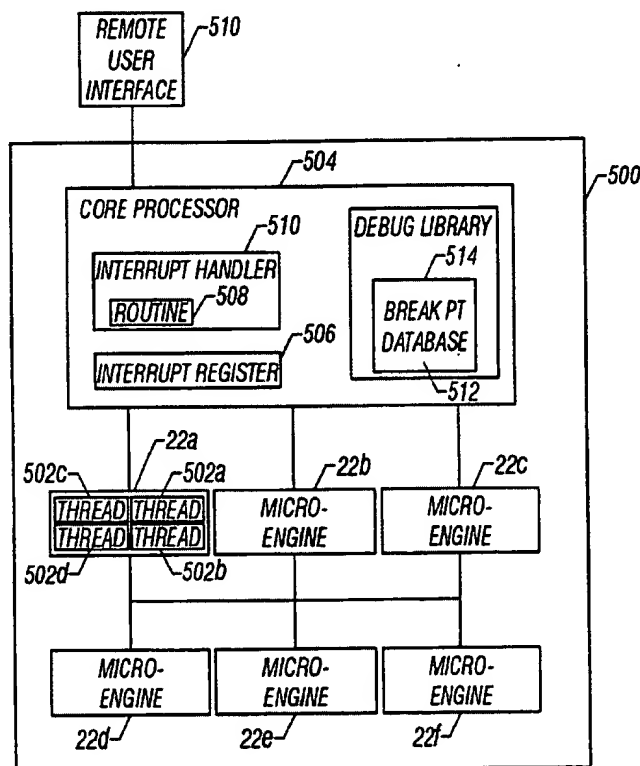 REMOTE
USER
INTERFACE
510
504
500
CORE PROCESSOR
510
INTERRUPT HANDLER
ROUTINE
508
506
INTERRUPT REGISTER
DEBUG LIBRARY
514
BREAK PT
DATABASE
512
22a
502c
502a
THREAD
THREAD
THREAD
THREAD
502d
502b
22b
MICRO-
ENGINE
22c
MICRO-
ENGINE
MICRO-
ENGINE
22d
MICRO-
ENGINE
22e
MICRO-
ENGINE
22f